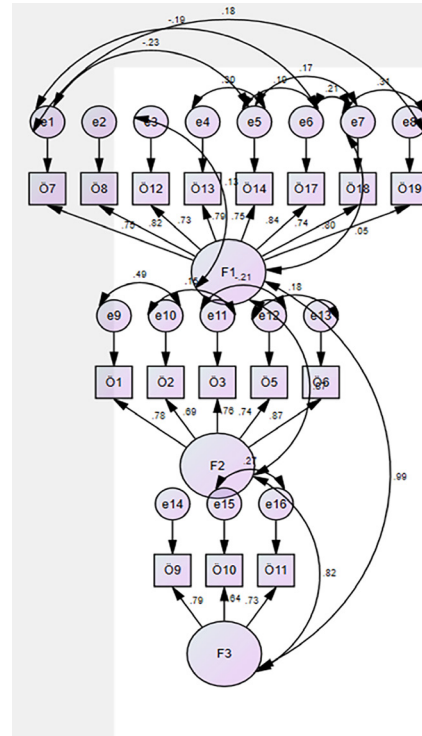 .18
-.19
-.23
.17
.30 .19 .21 .31
e1 e2 e3 e4 e5 e6 e7 e8
Ö7 Ö8 Ö12 Ö13 Ö14 Ö17 Ö18 Ö19
.13
.75 .82 .73 .79 .75 .84 .74 .80 .05
F1
.49 .15 -.21 .18
e9 e10 e11 e12 e13
Ö1 Ö2 Ö3 Ö5 Ö6
.78 .69 .76 .74 .87
F2
.27
.99
e14 e15 e16
Ö9 Ö10 Ö11
.82
.79 .64 .73
F3